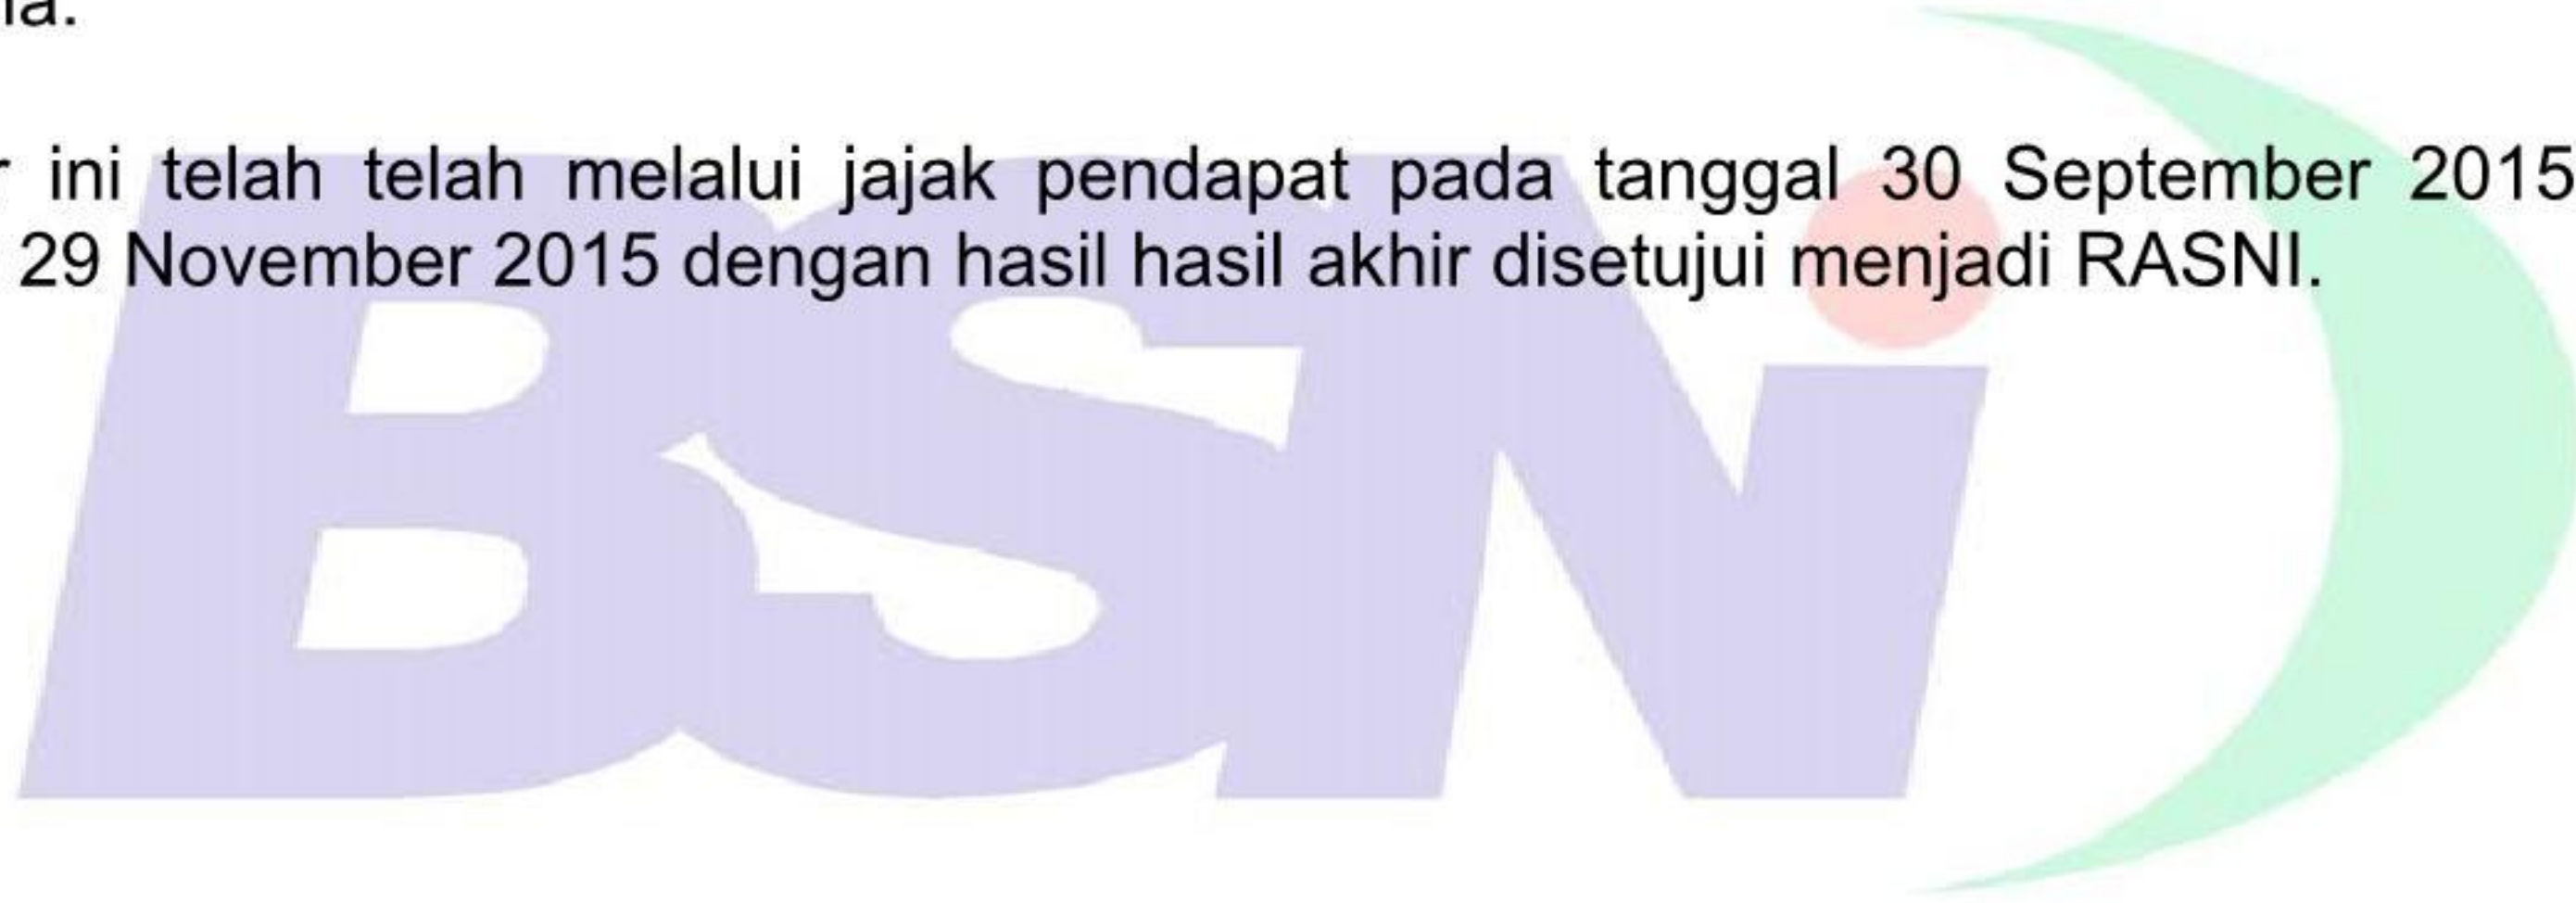 ini telah telah melalui jajak pendapat pada tanggal 30 September 2015
29 November 2015 dengan hasil hasil akhir disetujui menjadi RASNI.
BSNi